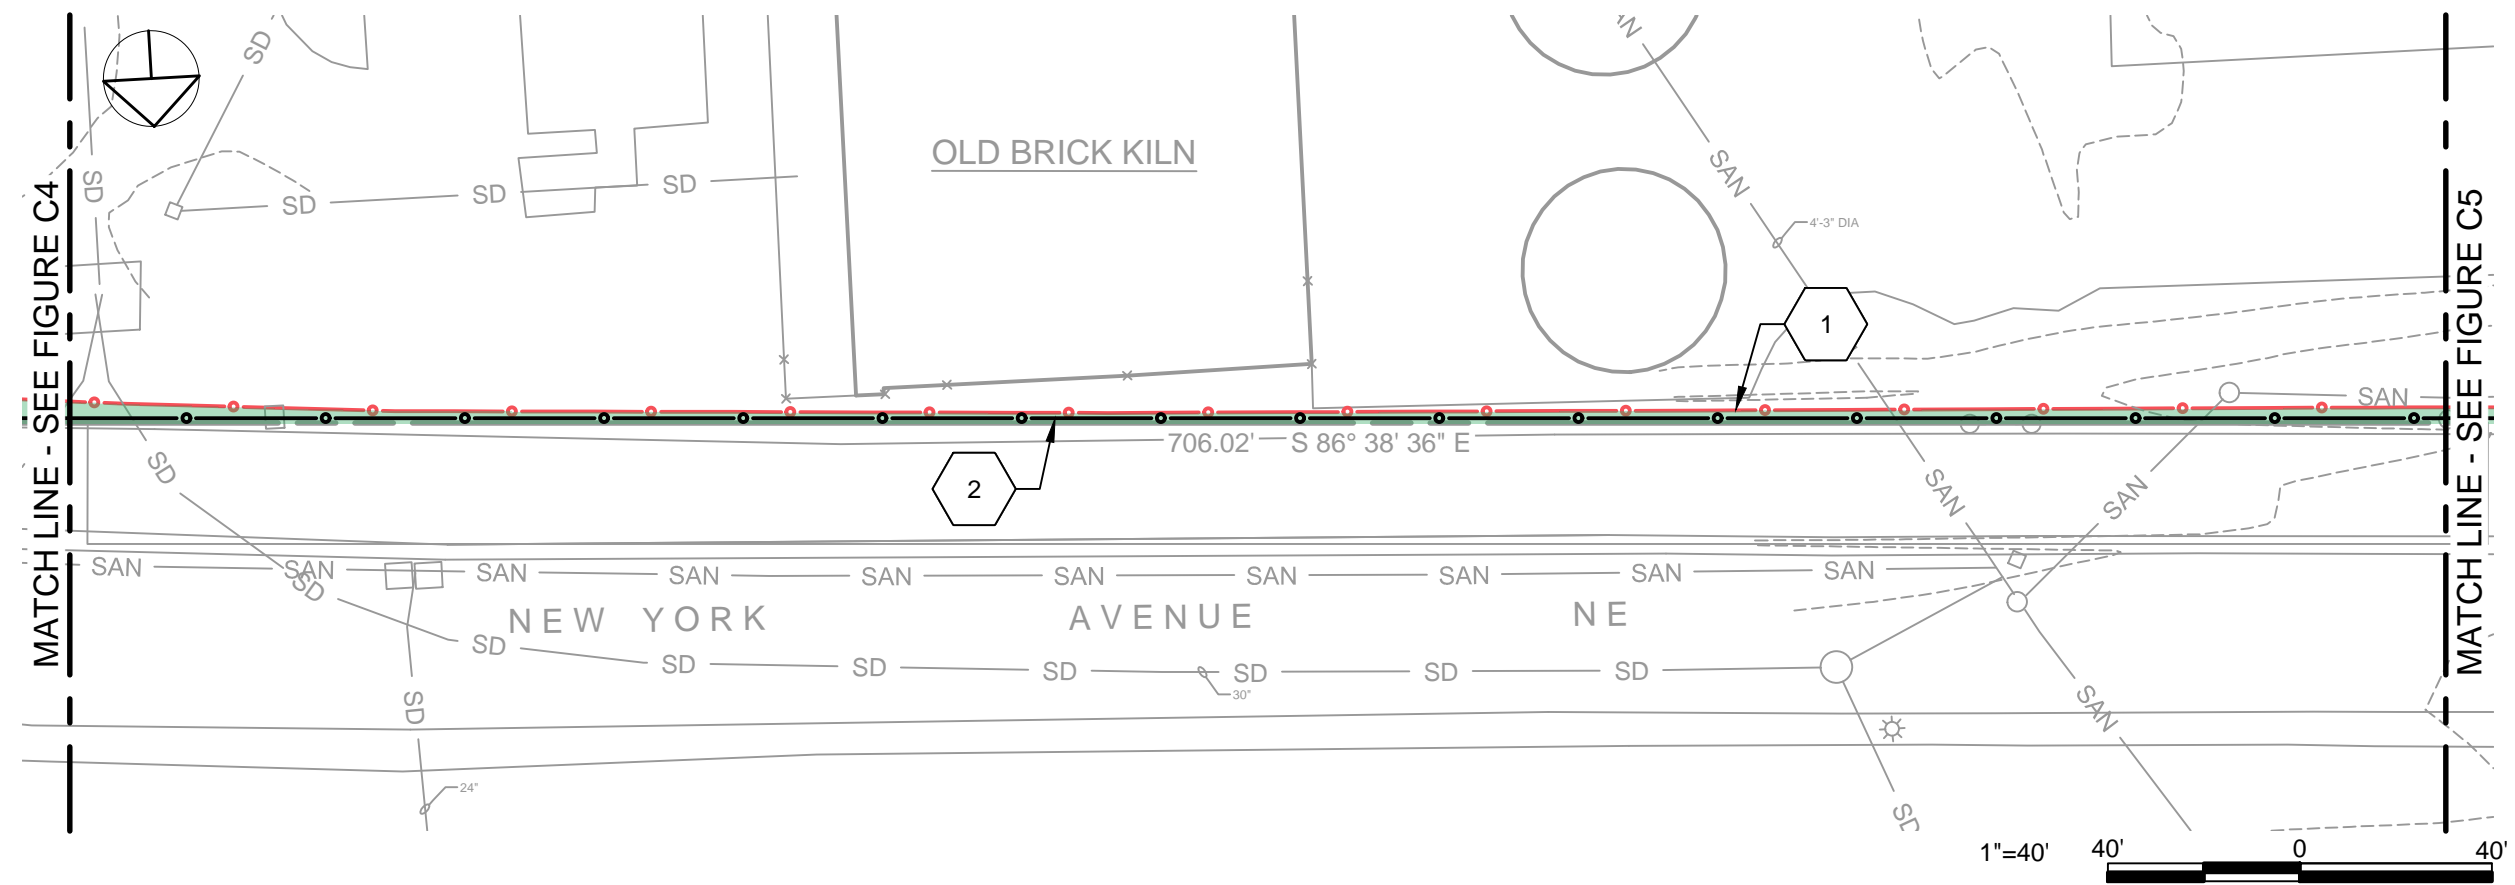 SD
SD
SD
SD
SD
OLD BRICK KILN
SAN
SAN
4'-3" DIA
MATCH LINE - SEE FIGURE C4
MATCH LINE - SEE FIGURE C5
1
SAN
706.02' S 86° 38' 36" E
2
SD
SAN
SAN
SAN
SAN
SAN
SAN
SAN
SAN
SAN
SAN
SAN
SAN
SD
NEW YORK AVENUE NE
SD
SD
SD
SD
SD
SD
SD
30"
SD
SAN
24"
SD
1"=40'
40' 0 40'